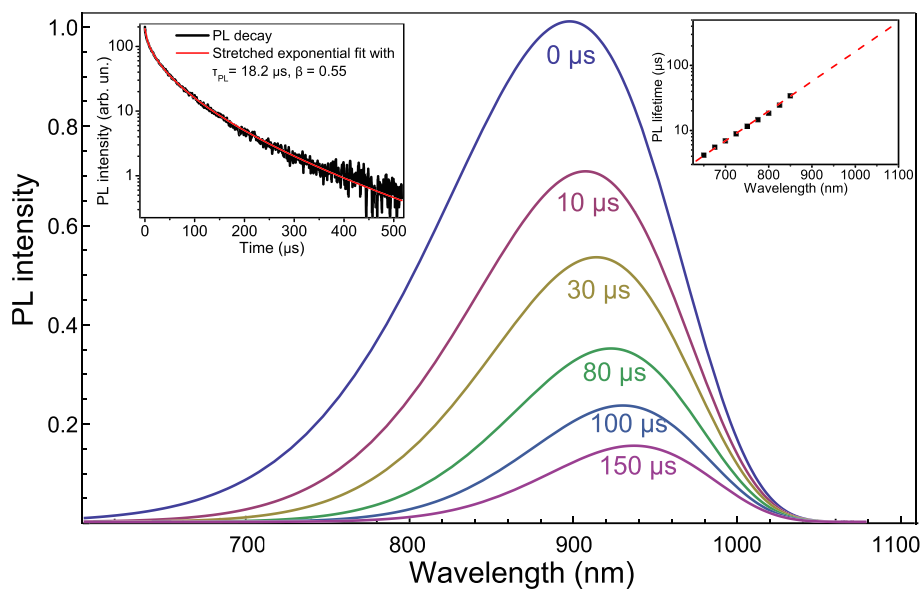 1.0
0.8
0.6
0.4
0.2
PL intensity
700
800
900
1000
1100
Wavelength (nm)
0 µs
10 µs
30 µs
80 µs
100 µs
150 µs
PL decay
Stretched exponential fit with
τPL= 18.2 µs, β = 0.55
100
10
1
PL intensity (arb. un.)
0
100
200
300
400
500
Time (µs)
100
10
PL lifetime (µs)
700
800
900
1000
1100
Wavelength (nm)